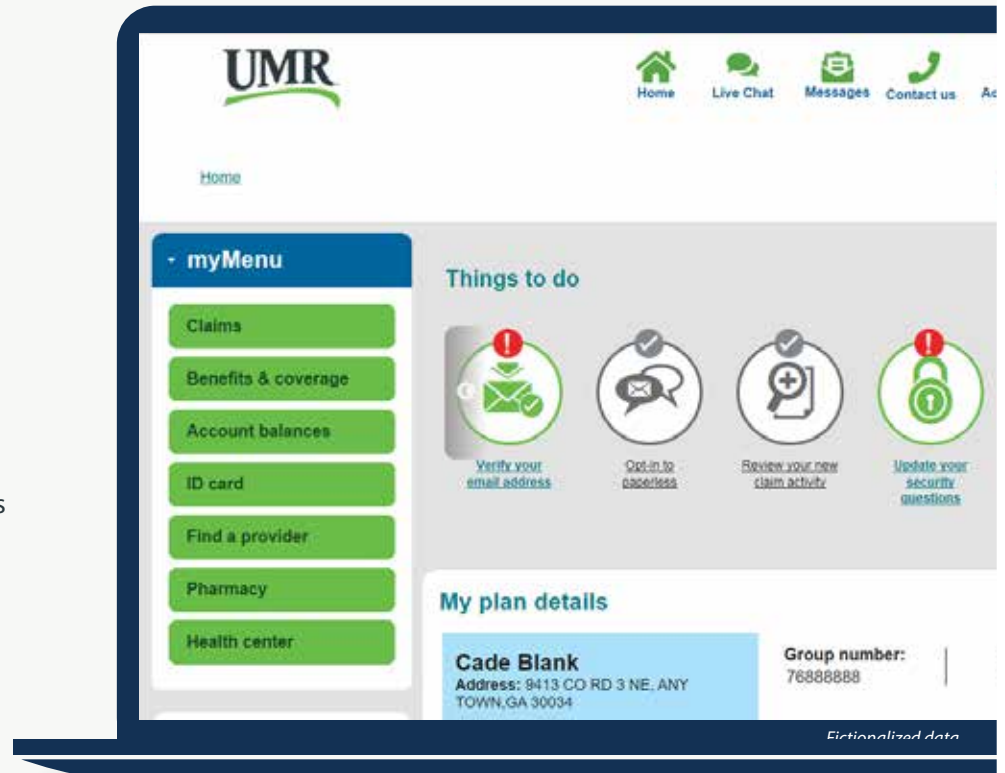 UMR
Home
Live Chat
Messages
Contact us
Home
myMenu
Claims
Benefits & coverage
Account balances
ID card
Find a provider
Pharmacy
Health center
Things to do
Verify your
email address
Opt-in to
paperless
Review your new
claim activity
Update your
security
questions
My plan details
Cade Blank
Address: 9413 CO RD 3 NE, ANY
TOWN,GA 30034
Group number:
76888888
Fictionalized data